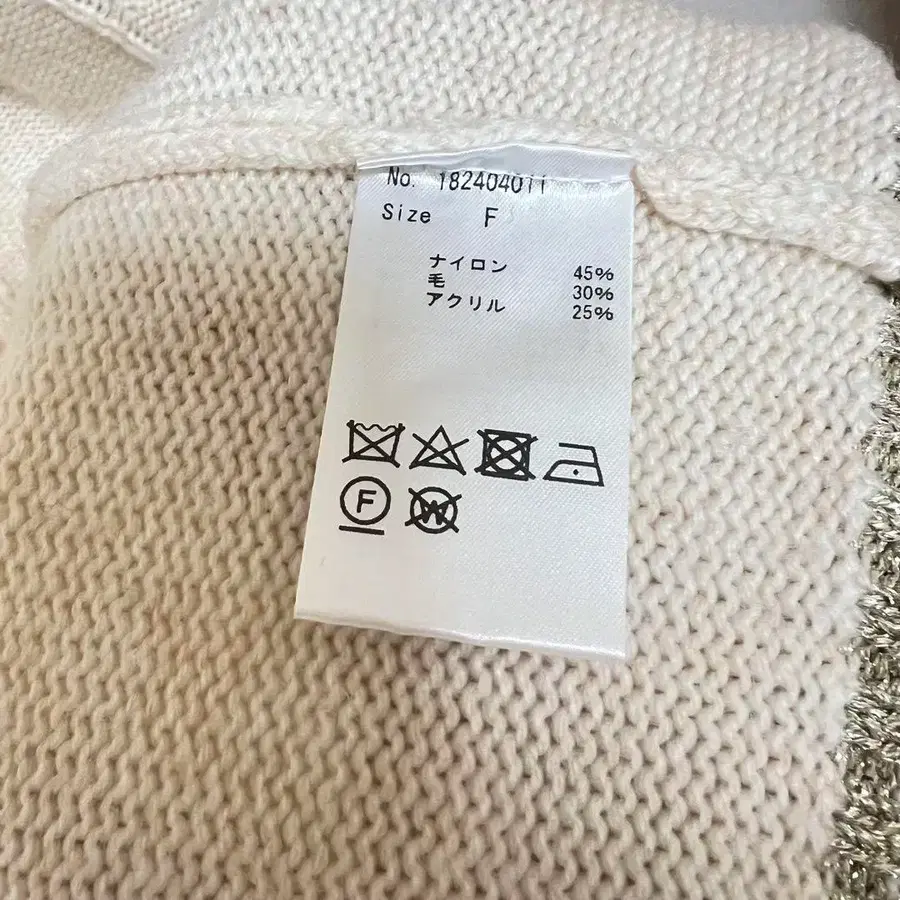 No. 182404011
Size F
ナイロン 45%
毛 30%
アクリル 25%
F
W